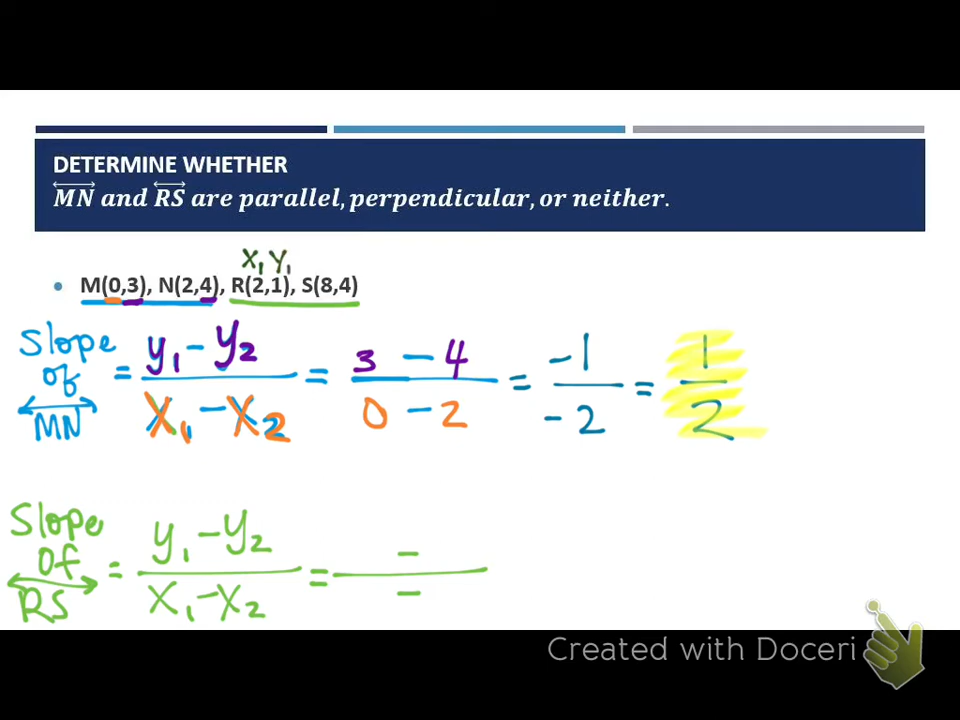 DETERMINE WHETHER
MN and RS are parallel, perpendicular, or neither.
X₁ Y₁
• M(0,3), N(2,4), R(2,1), S(8,4)
Slope of MN = y₁ - y₂ / x₁ - x₂ = 3 - 4 / 0 - 2 = -1 / -2 = 1 / 2
Slope of RS = y₁ - y₂ / x₁ - x₂ = - / -
Created with Doceri